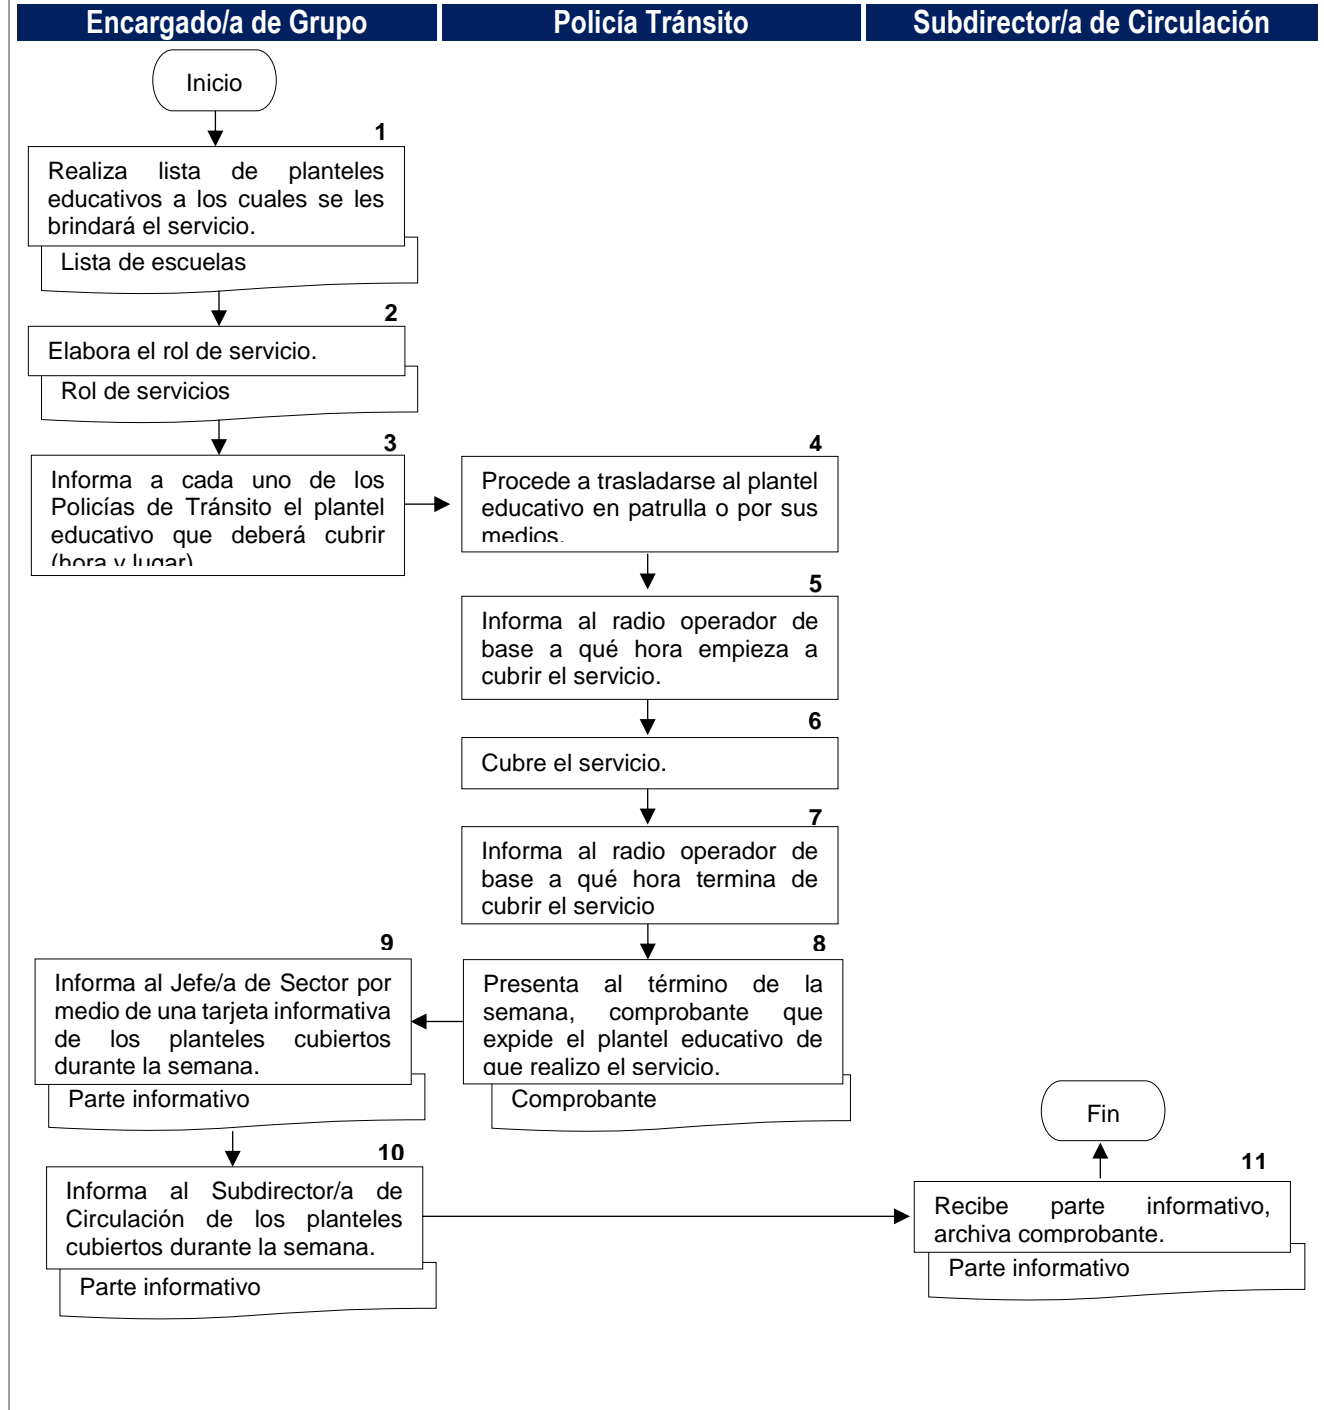 Encargado/a de Grupo
Policía Tránsito
Subdirector/a de Circulación
Inicio
1
Realiza lista de planteles
educativos a los cuales se les
brindará el servicio.
Lista de escuelas
2
Elabora el rol de servicio.
Rol de servicios
3
Informa a cada uno de los
Policías de Tránsito el plantel
educativo que deberá cubrir
(hora y lugar)
4
Procede a trasladarse al plantel
educativo en patrulla o por sus
medios.
5
Informa al radio operador de
base a qué hora empieza a
cubrir el servicio.
6
Cubre el servicio.
7
Informa al radio operador de
base a qué hora termina de
cubrir el servicio
8
Presenta al término de la
semana, comprobante que
expide el plantel educativo de
que realizo el servicio.
Comprobante
9
Informa al Jefe/a de Sector por
medio de una tarjeta informativa
de los planteles cubiertos
durante la semana.
Parte informativo
10
Informa al Subdirector/a de
Circulación de los planteles
cubiertos durante la semana.
Parte informativo
11
Recibe parte informativo,
archiva comprobante.
Parte informativo
Fin